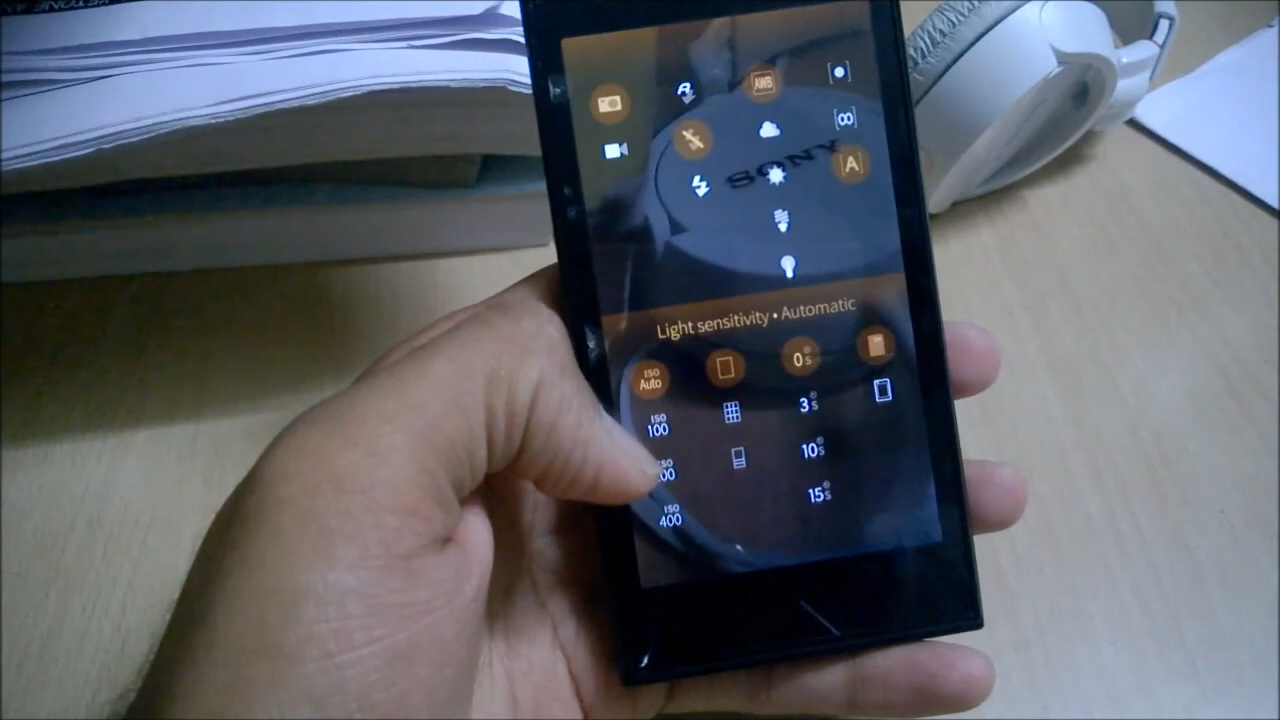 AWB
SONY
A
Light sensitivity • Automatic
ISO
Auto
0s
ISO
100
3s
10s
15s
ISO
400